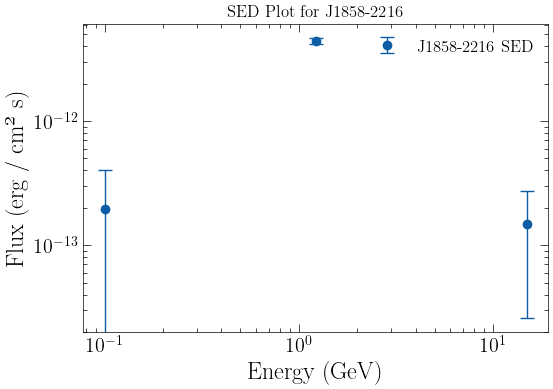 SED Plot for J1858-2216
J1858-2216 SED
Flux (erg / cm² s)
10⁻¹²
10⁻¹³
10⁻¹
10⁰
10¹
Energy (GeV)